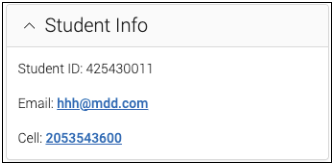 Student Info
Student ID: 425430011
Email: hhh@mdd.com
Cell: 2053543600